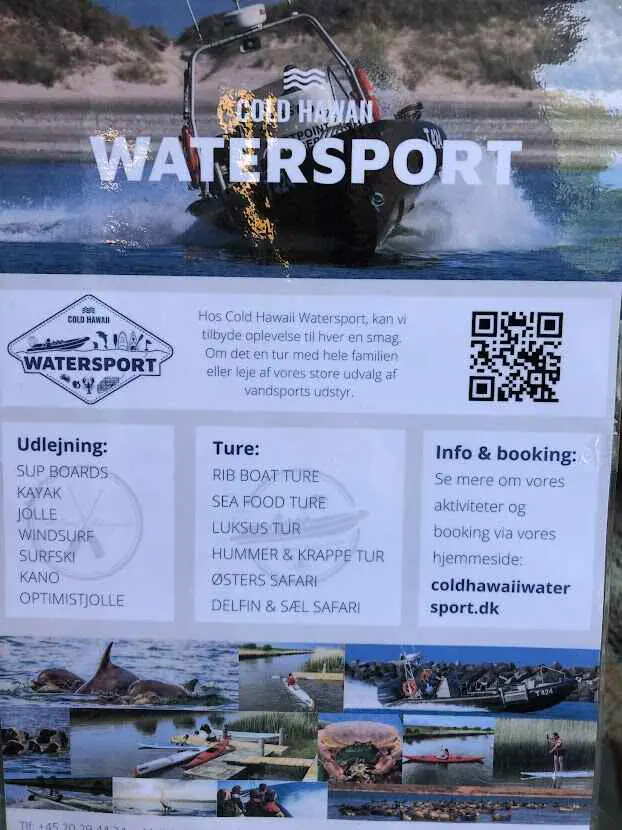 COLD HAWAII
WATERSPORT
COLD HAWAII
WATERSPORT
Hos Cold Hawaii Watersport, kan vi
tilbyde oplevelse til hver en smag.
Om det en tur med hele familien
eller leje af vores store udvalg af
vandsports udstyr.
Udlejning:
SUP BOARDS
KAYAK
JOLLE
WINDSURF
SURFSKI
KANO
OPTIMISTJOLLE
Ture:
RIB BOAT TURE
SEA FOOD TURE
LUKSUS TUR
HUMMER & KRAPPE TUR
ØSTERS SAFARI
DELFIN & SÆL SAFARI
Info & booking:
Se mere om vores
aktiviteter og
booking via vores
hjemmeside:
coldhawaiiwater
sport.dk
T 424